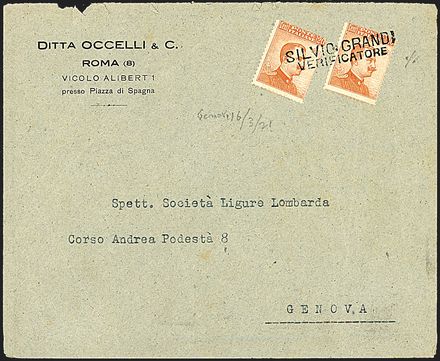 DITTA OCCELLI & C.
ROMA (8)
VICOLO ALIBERT 1
presso Piazza di Spagna
SILVIO GRANDI
VERIFICATORE
16/3/21
Spett. Società Ligure Lombarda
Corso Andrea Podestà 8
GENOVA